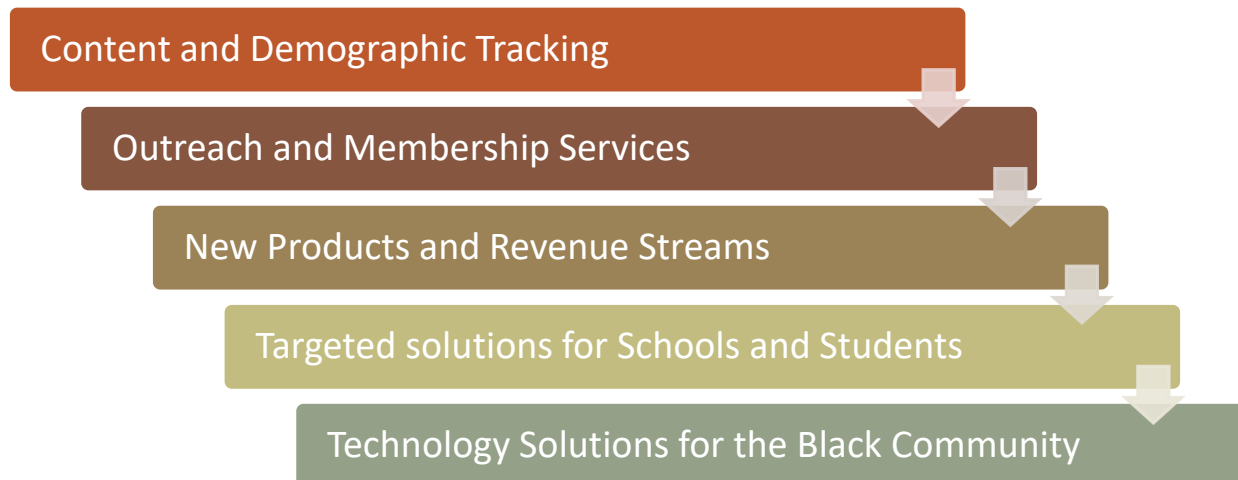 Content and Demographic Tracking
Outreach and Membership Services
New Products and Revenue Streams
Targeted solutions for Schools and Students
Technology Solutions for the Black Community